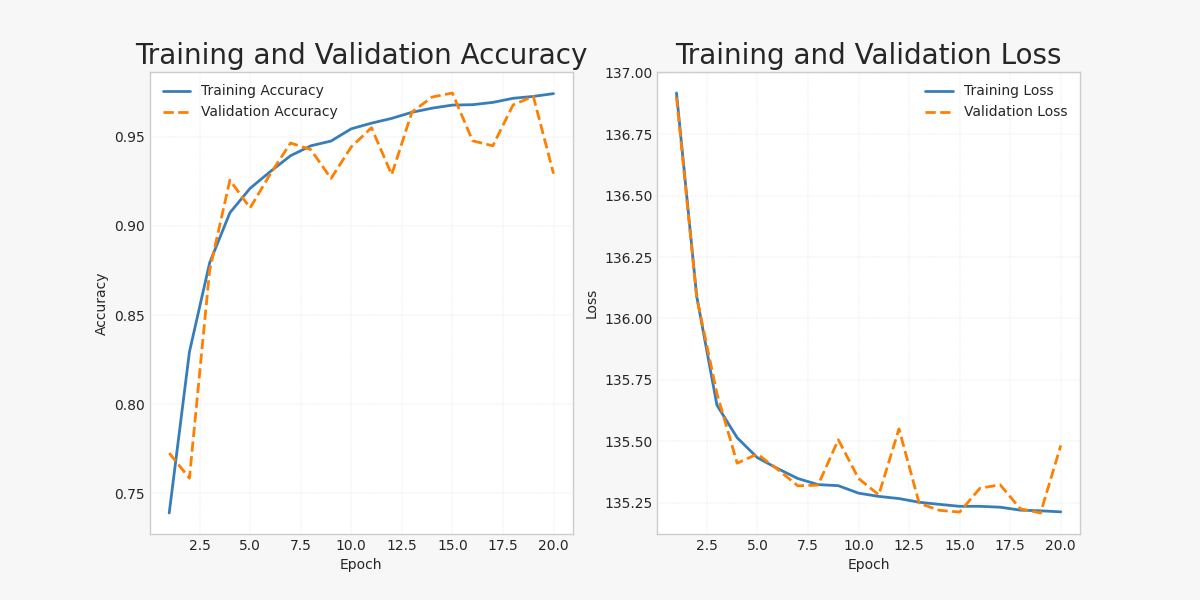 Training and Validation Accuracy
Training Accuracy
Validation Accuracy
0.95
0.90
0.85
0.80
0.75
Accuracy
2.5 5.0 7.5 10.0 12.5 15.0 17.5 20.0
Epoch
Training and Validation Loss
Training Loss
Validation Loss
137.00
136.75
136.50
136.25
136.00
135.75
135.50
135.25
Loss
2.5 5.0 7.5 10.0 12.5 15.0 17.5 20.0
Epoch